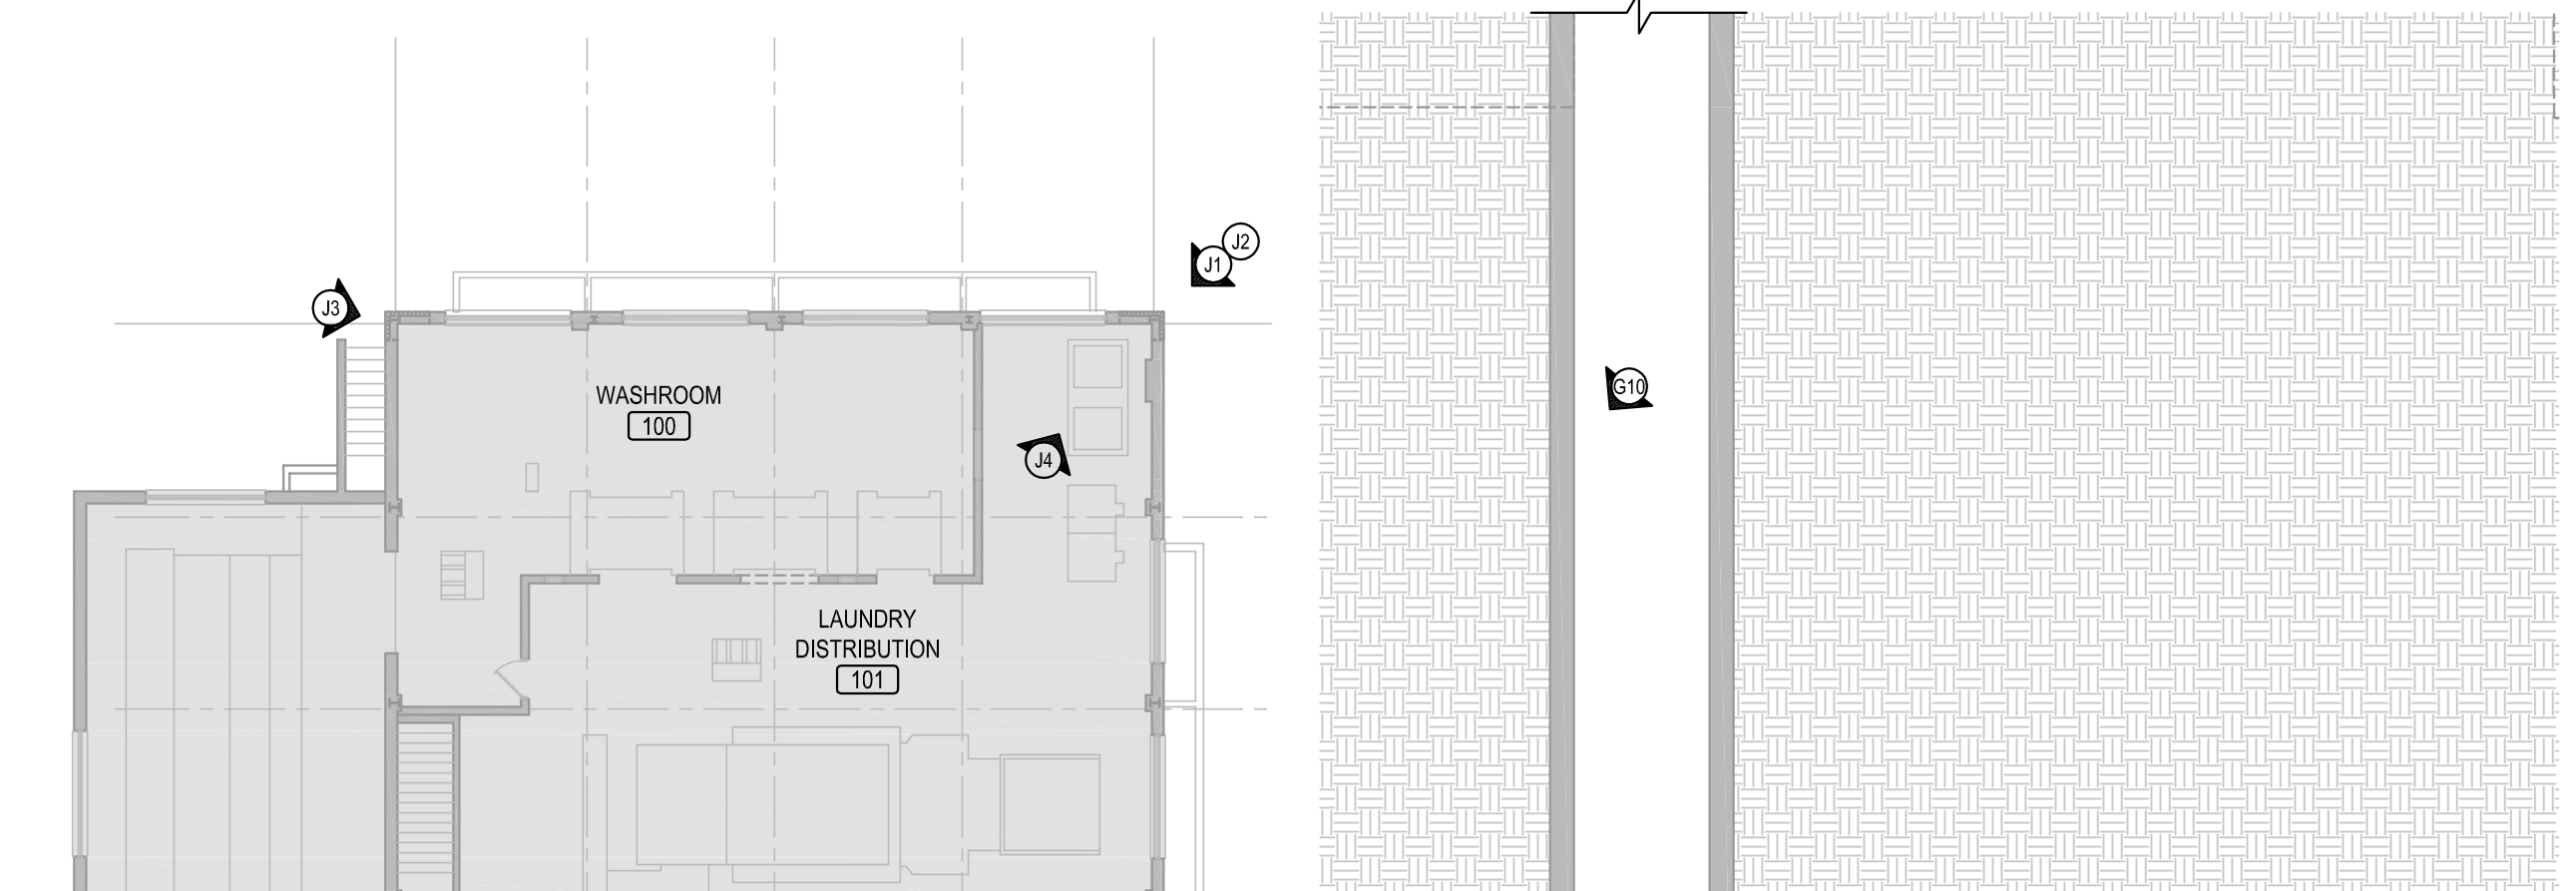 J2
J1
J3
G10
WASHROOM
100
J4
LAUNDRY
DISTRIBUTION
101